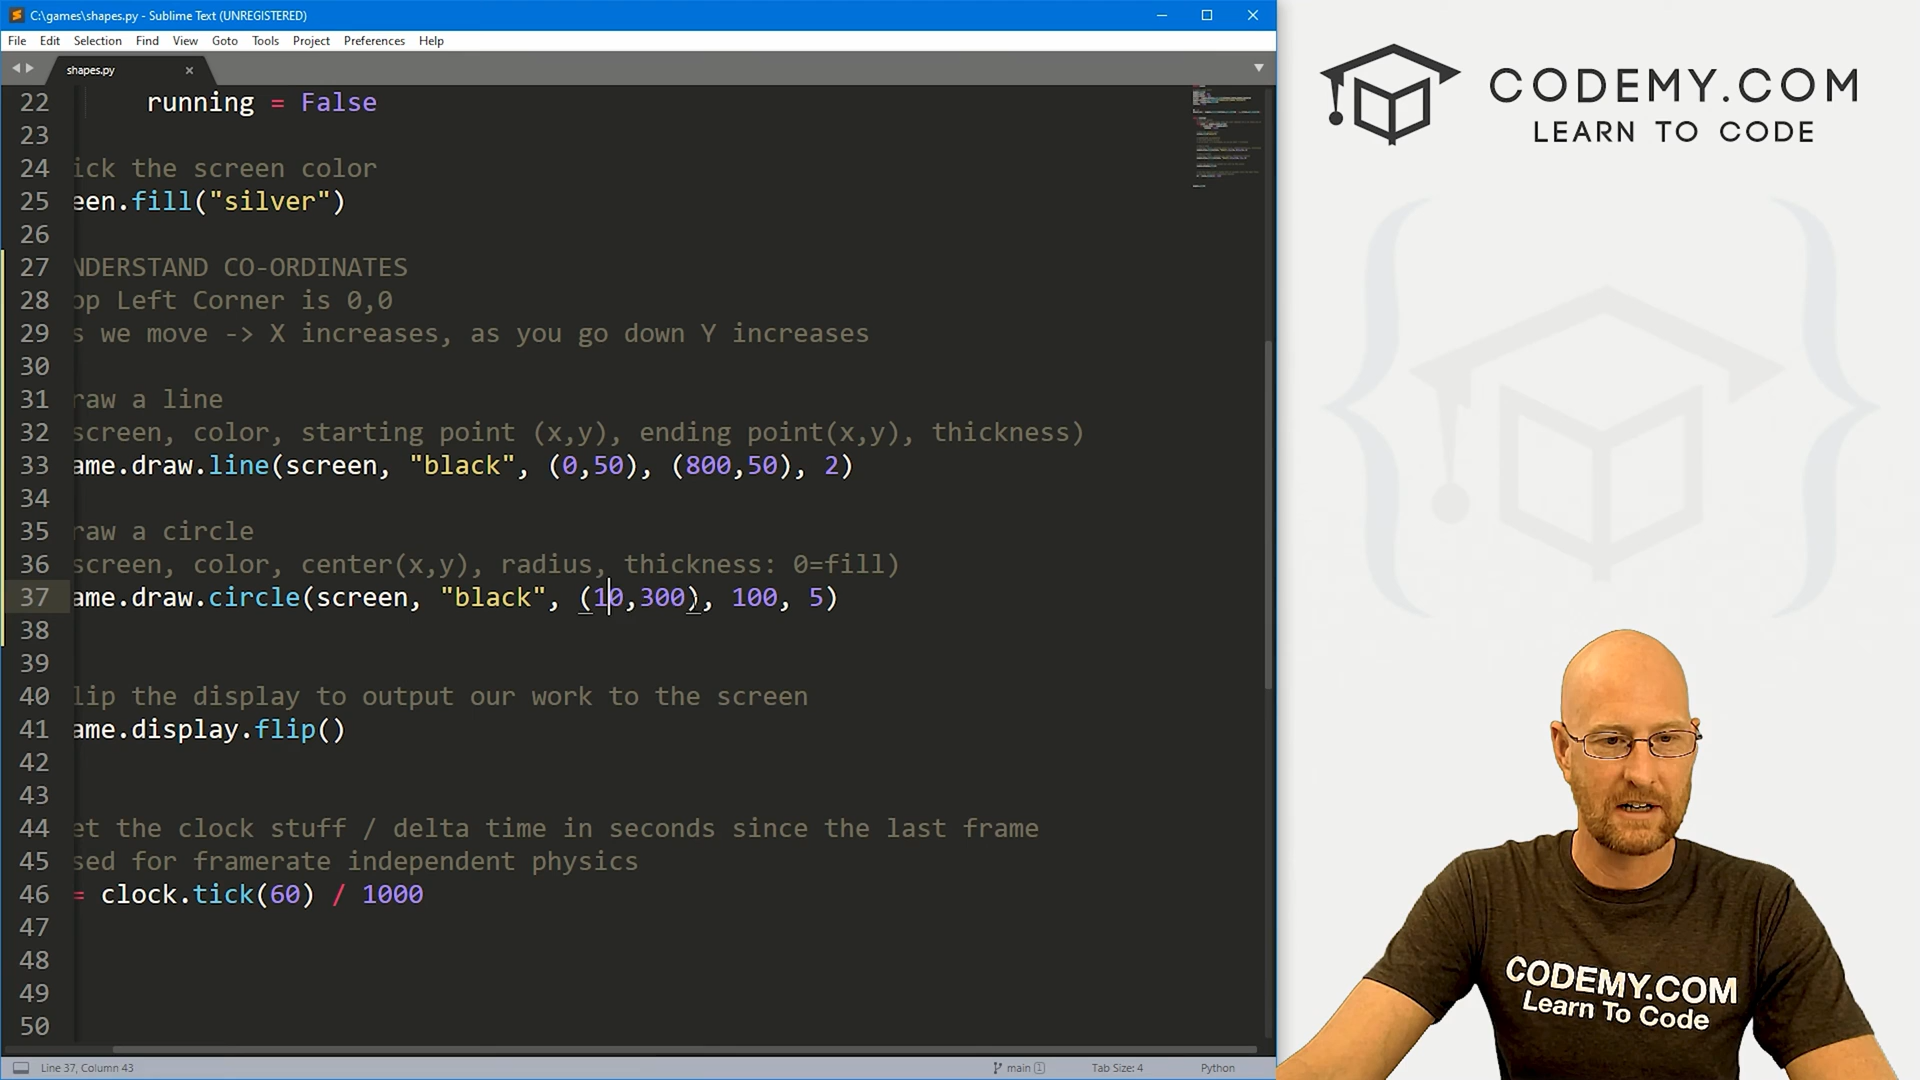 C:\games\shapes.py - Sublime Text (UNREGISTERED)
File Edit Selection Find View Goto Tools Project Preferences Help
shapes.py
22 running = False
23
24 ick the screen color
25 een.fill("silver")
26
27 NDERSTAND CO-ORDINATES
28 op Left Corner is 0,0
29 s we move -> X increases, as you go down Y increases
30
31 raw a line
32 screen, color, starting point (x,y), ending point(x,y), thickness)
33 ame.draw.line(screen, "black", (0,50), (800,50), 2)
34
35 raw a circle
36 screen, color, center(x,y), radius, thickness: 0=fill)
37 ame.draw.circle(screen, "black", (10,300), 100, 5)
38
39
40 lip the display to output our work to the screen
41 ame.display.flip()
42
43
44 et the clock stuff / delta time in seconds since the last frame
45 sed for framerate independent physics
46 = clock.tick(60) / 1000
47
48
49
50
Line 37, Column 43
main 1
Tab Size: 4
Python
CODEMY.COM
LEARN TO CODE
CODEMY.COM
Learn To Code